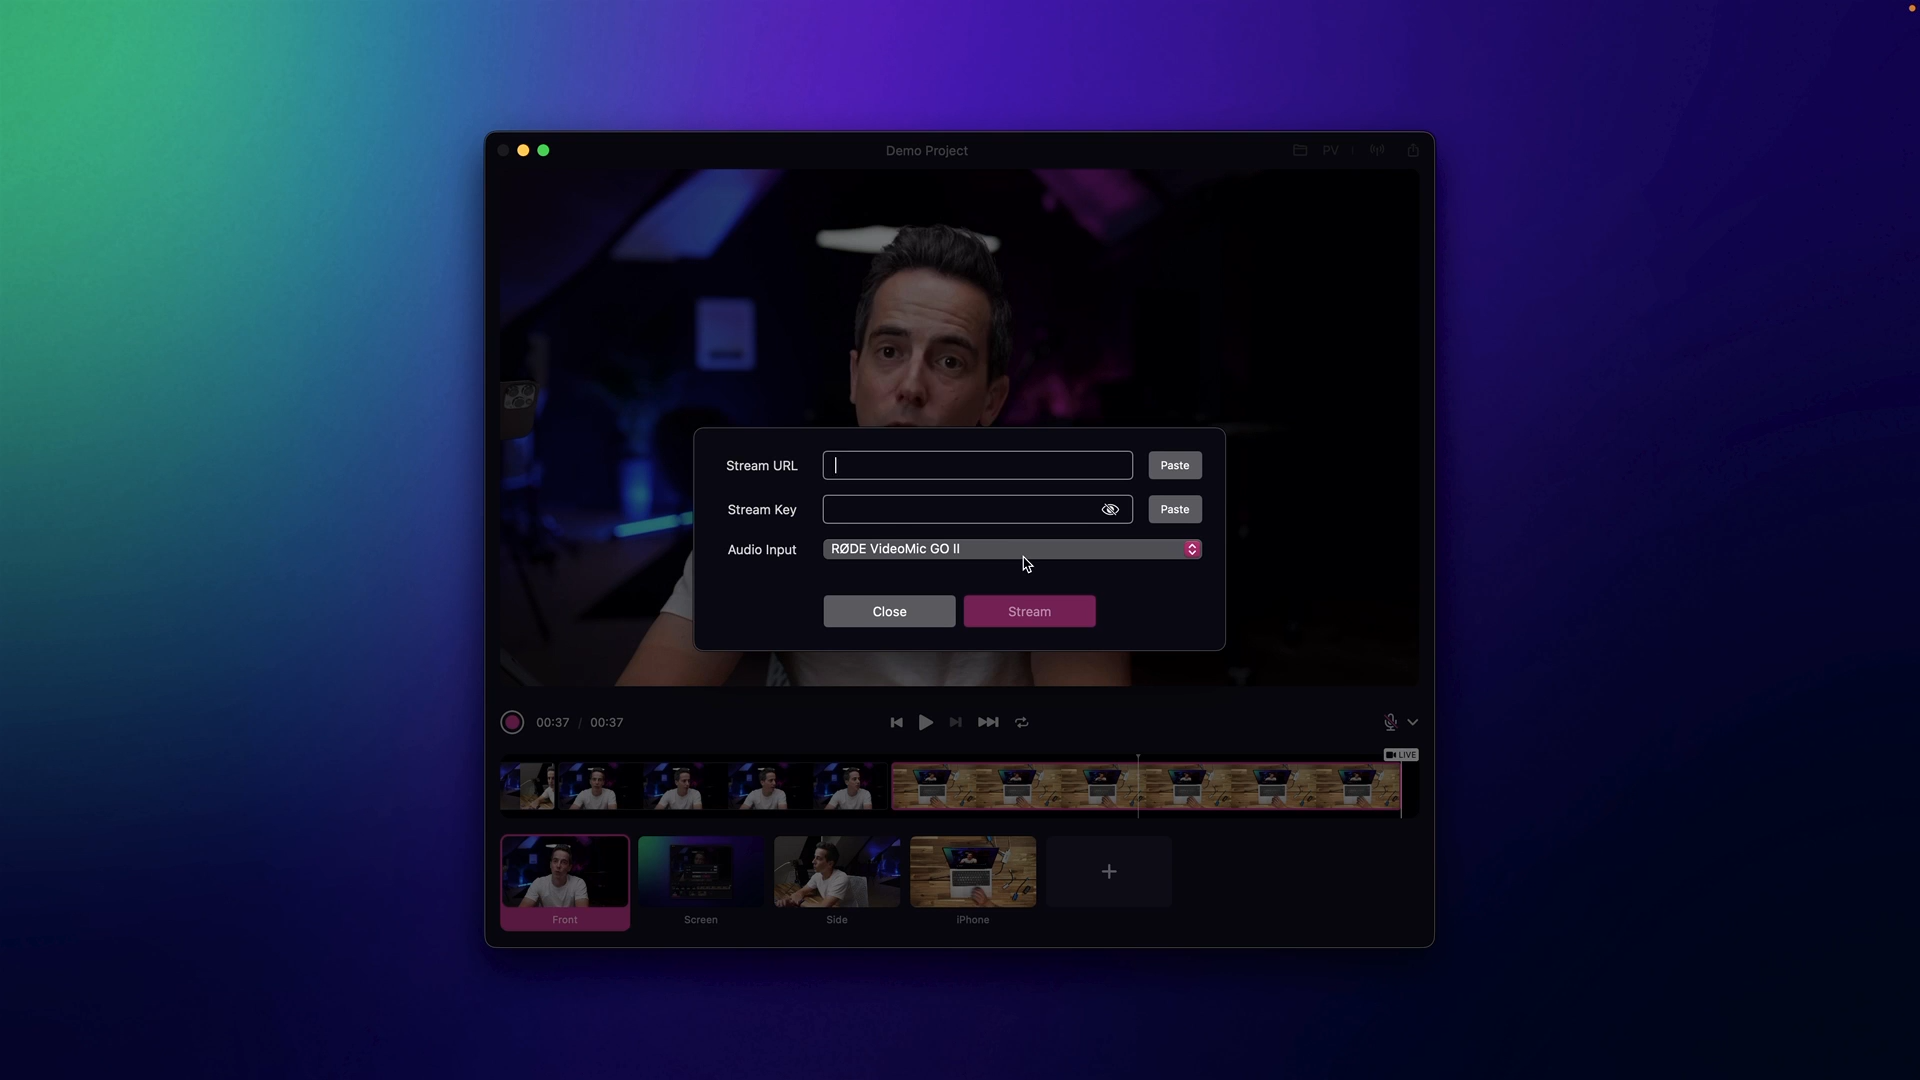 Demo Project
PV
Stream URL
Paste
Stream Key
Paste
Audio Input
RØDE VideoMic GO II
Close
Stream
00:37 / 00:37
LIVE
Front
Screen
Side
iPhone